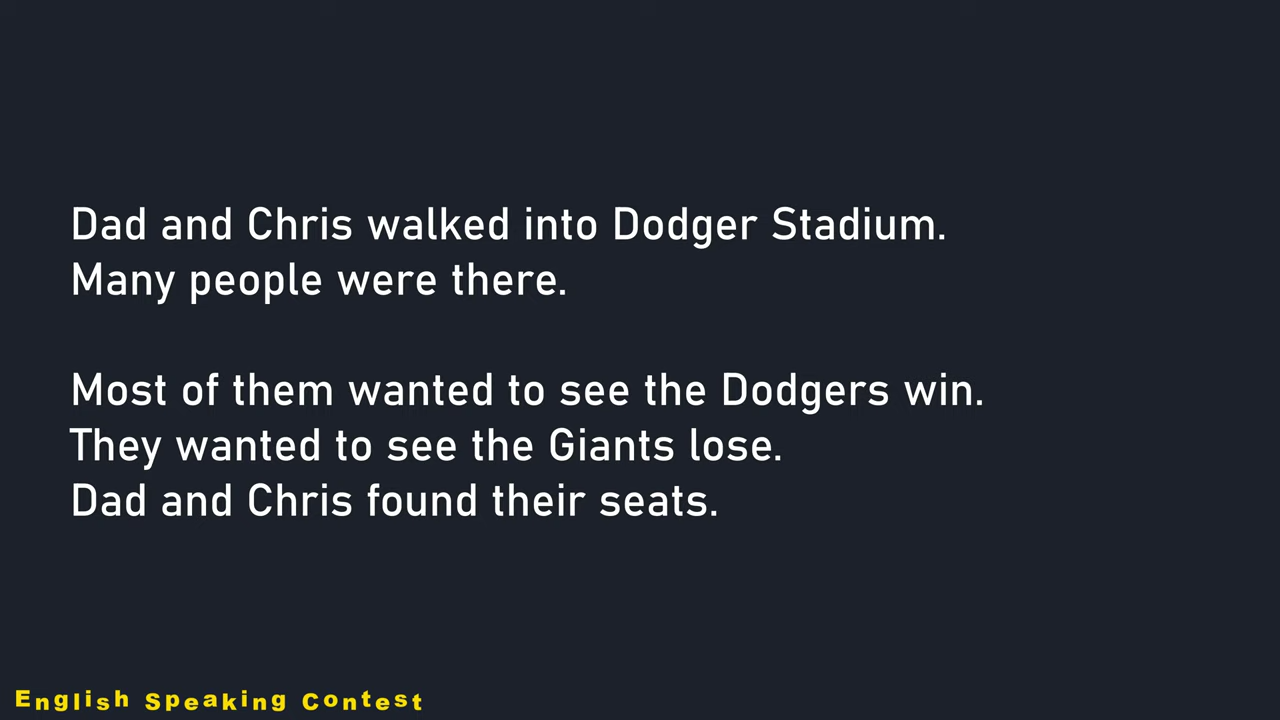 Dad and Chris walked into Dodger Stadium.
Many people were there.
Most of them wanted to see the Dodgers win.
They wanted to see the Giants lose.
Dad and Chris found their seats.
English Speaking Contest